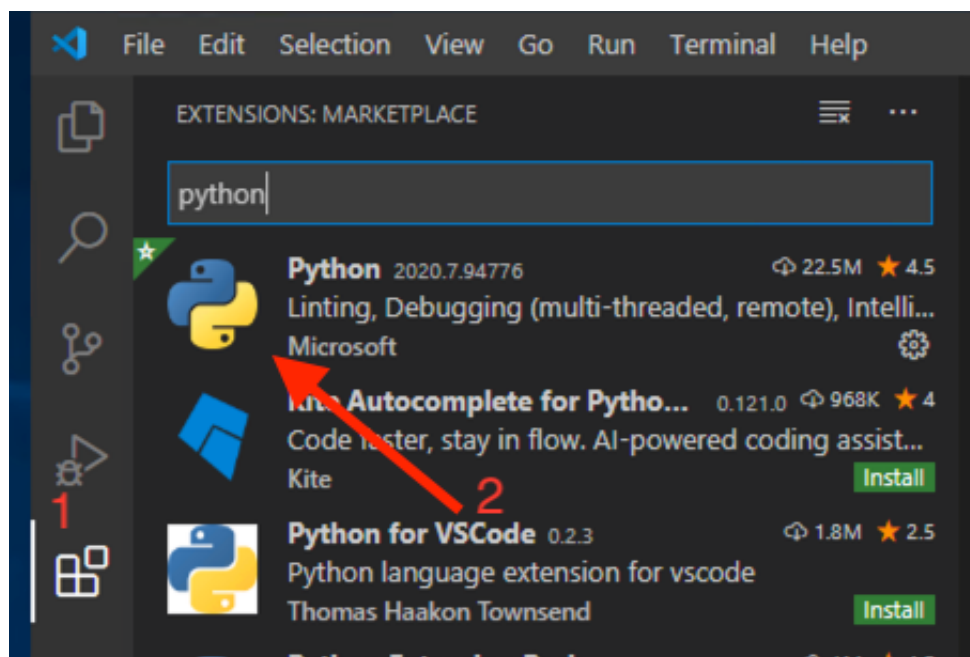 File Edit Selection View Go Run Terminal Help
EXTENSIONS: MARKETPLACE
python
Python 2020.7.94776 22.5M 4.5
Linting, Debugging (multi-threaded, remote), Intelli...
Microsoft
Autocomplete for Pytho... 0.121.0 968K 4
Code faster, stay in flow. AI-powered coding assist...
Kite Install
2
1
Python for VSCode 0.2.3 1.8M 2.5
Python language extension for vscode
Thomas Haakon Townsend Install